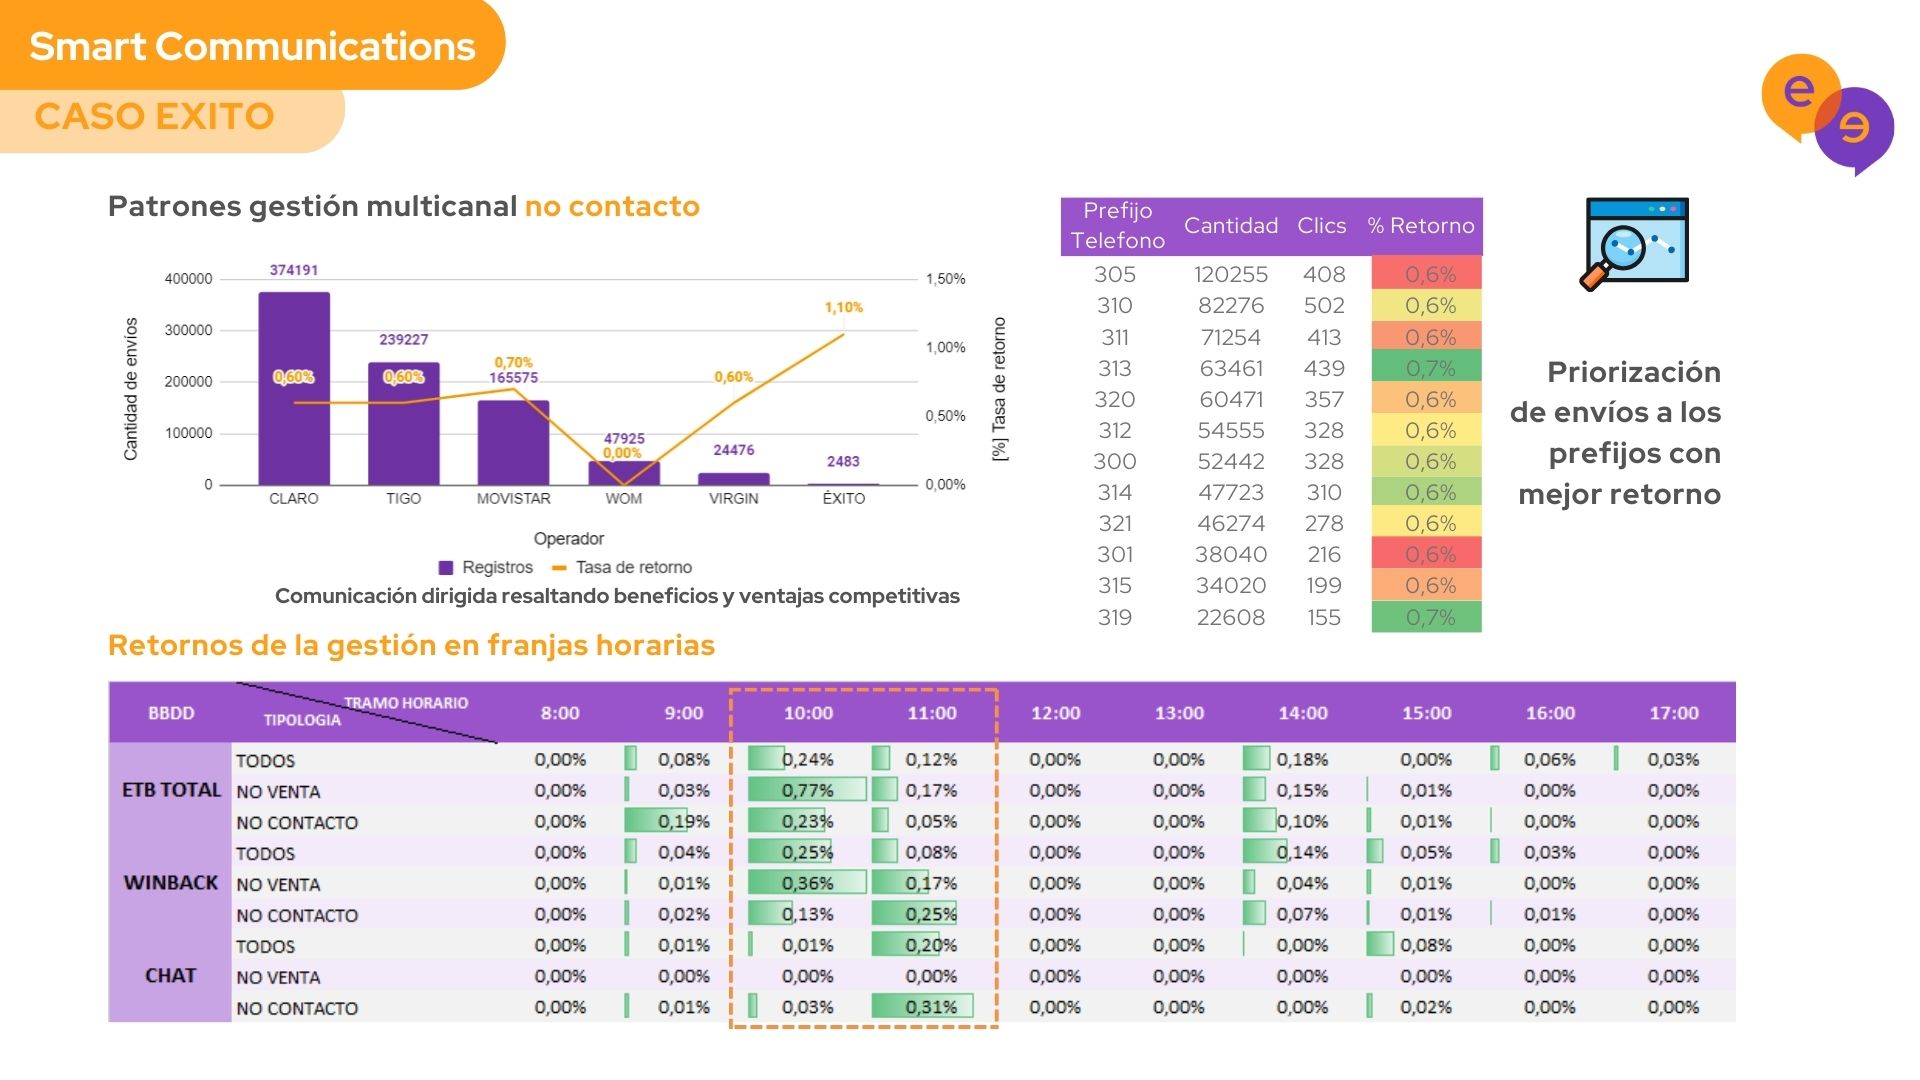 Smart Communications
CASO EXITO
e e
Patrones gestión multicanal no contacto
Cantidad de envíos
400000
300000
200000
100000
0
374191
239227
165575
47925
24476
2483
0,60%
0,60%
0,70%
0,00%
0,60%
1,10%
1,50%
1,00%
0,50%
0,00%
[%] Tasa de retorno
CLARO TIGO MOVISTAR WOM VIRGIN ÉXITO
Operador
Registros Tasa de retorno
Comunicación dirigida resaltando beneficios y ventajas competitivas
Prefijo Telefono Cantidad Clics % Retorno
305 120255 408 0,6%
310 82276 502 0,6%
311 71254 413 0,6%
313 63461 439 0,7%
320 60471 357 0,6%
312 54555 328 0,6%
300 52442 328 0,6%
314 47723 310 0,6%
321 46274 278 0,6%
301 38040 216 0,6%
315 34020 199 0,6%
319 22608 155 0,7%
Priorización
de envíos a los
prefijos con
mejor retorno
Retornos de la gestión en franjas horarias
BBDD TIPOLOGIA TRAMO HORARIO 8:00 9:00 10:00 11:00 12:00 13:00 14:00 15:00 16:00 17:00
TODOS 0,00% 0,08% 0,24% 0,12% 0,00% 0,00% 0,18% 0,00% 0,06% 0,03%
ETB TOTAL NO VENTA 0,00% 0,03% 0,77% 0,17% 0,00% 0,00% 0,15% 0,01% 0,00% 0,00%
NO CONTACTO 0,00% 0,19% 0,23% 0,05% 0,00% 0,00% 0,10% 0,01% 0,00% 0,00%
TODOS 0,00% 0,04% 0,25% 0,08% 0,00% 0,00% 0,14% 0,05% 0,03% 0,00%
WINBACK NO VENTA 0,00% 0,01% 0,36% 0,17% 0,00% 0,00% 0,04% 0,01% 0,00% 0,00%
NO CONTACTO 0,00% 0,02% 0,13% 0,25% 0,00% 0,00% 0,07% 0,01% 0,01% 0,00%
TODOS 0,00% 0,01% 0,01% 0,20% 0,00% 0,00% 0,00% 0,08% 0,00% 0,00%
CHAT NO VENTA 0,00% 0,00% 0,00% 0,00% 0,00% 0,00% 0,00% 0,00% 0,00% 0,00%
NO CONTACTO 0,00% 0,01% 0,03% 0,31% 0,00% 0,00% 0,00% 0,02% 0,00% 0,00%